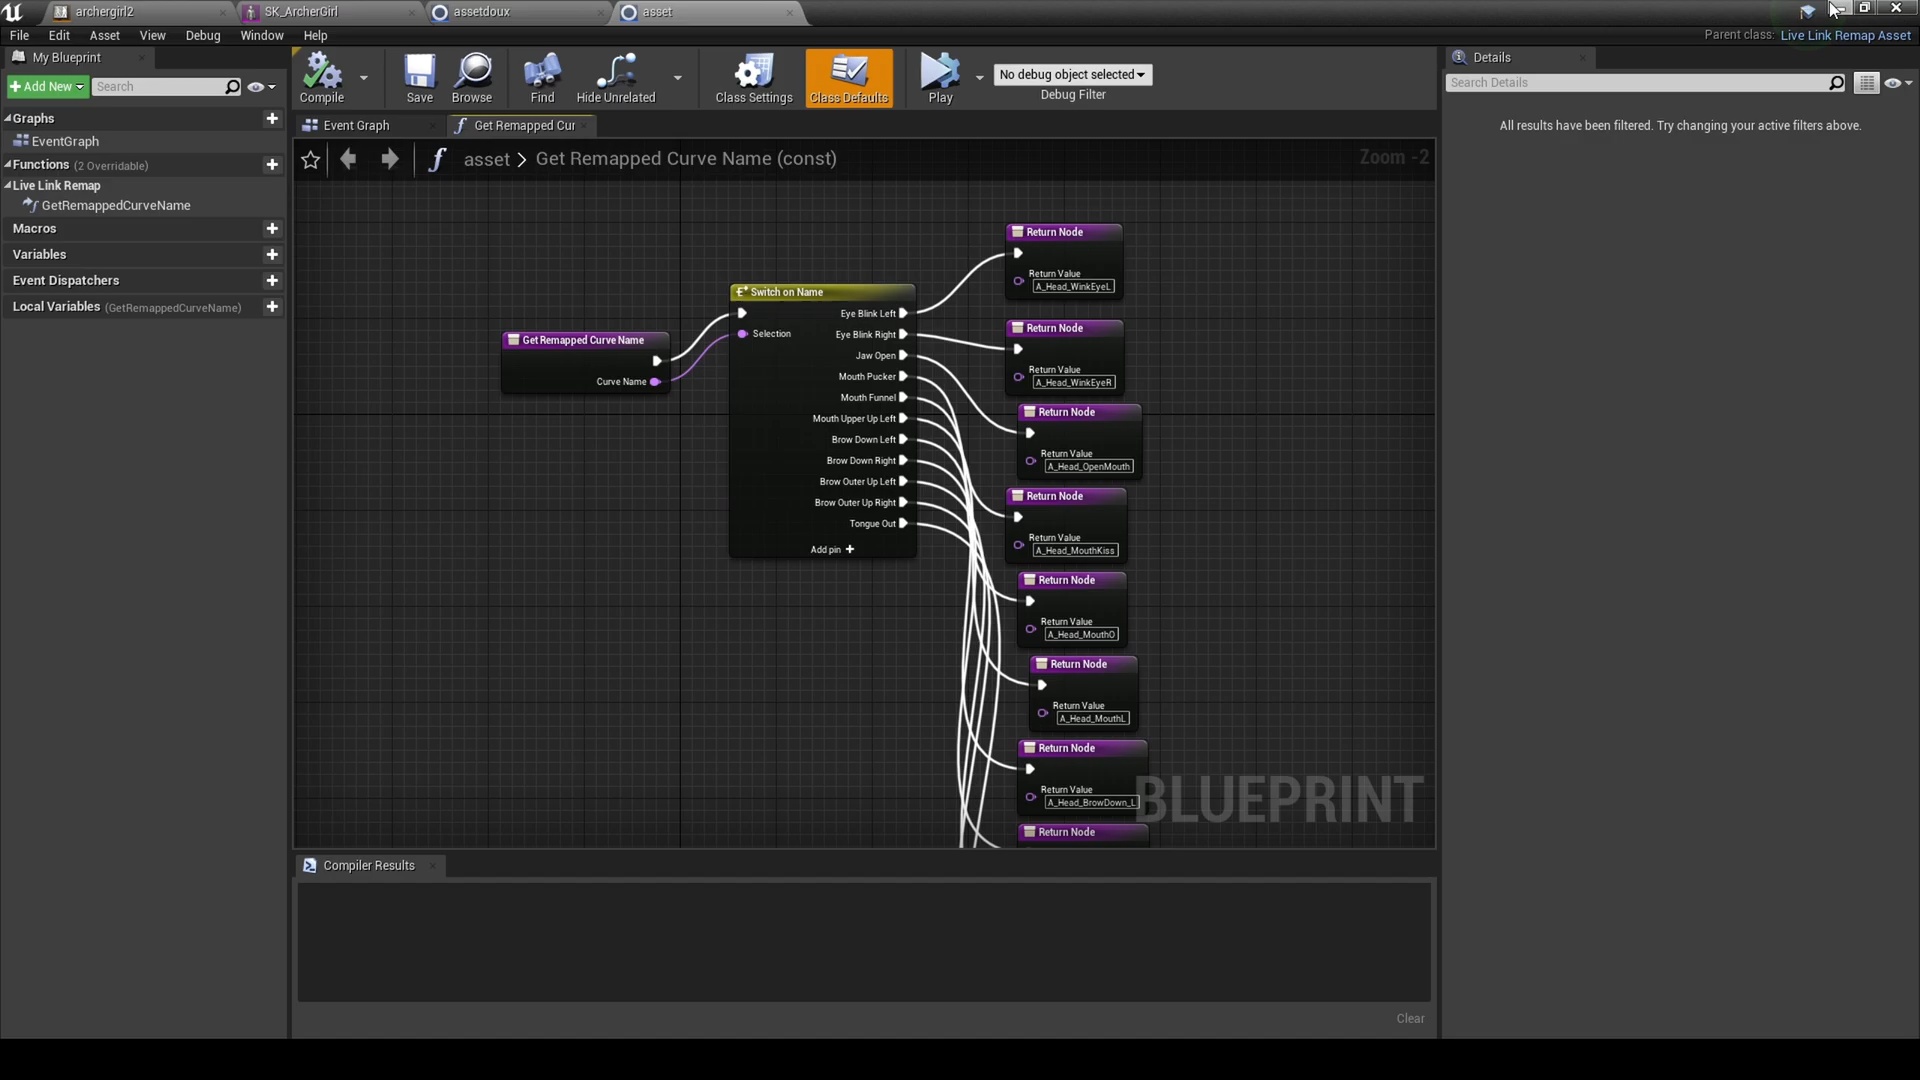 archergirl2
SK_ArcherGirl
assetdoux
asset
File Edit Asset View Debug Window Help
Parent class: Live Link Remap Asset
My Blueprint
Add New
Search
Graphs
EventGraph
Functions (2 Overridable)
Live Link Remap
GetRemappedCurveName
Macros
Variables
Event Dispatchers
Local Variables (GetRemappedCurveName)
Compile
Save
Browse
Find
Hide Unrelated
Class Settings
Class Defaults
Play
No debug object selected
Debug Filter
Event Graph
Get Remapped Cur
asset > Get Remapped Curve Name (const)
Zoom -2
Get Remapped Curve Name
Curve Name
Switch on Name
Selection
Eye Blink Left
Eye Blink Right
Jaw Open
Mouth Pucker
Mouth Funnel
Mouth Upper Up Left
Brow Down Left
Brow Down Right
Brow Outer Up Left
Brow Outer Up Right
Tongue Out
Add pin
Return Node
Return Value
A_Head_WinkEyeL
Return Node
Return Value
A_Head_WinkEyeR
Return Node
Return Value
A_Head_OpenMouth
Return Node
Return Value
A_Head_MouthKiss
Return Node
Return Value
A_Head_MouthO
Return Node
Return Value
A_Head_MouthL
Return Node
Return Value
A_Head_BrowDown_L
Return Node
BLUEPRINT
Compiler Results
Clear
Details
Search Details
All results have been filtered. Try changing your active filters above.